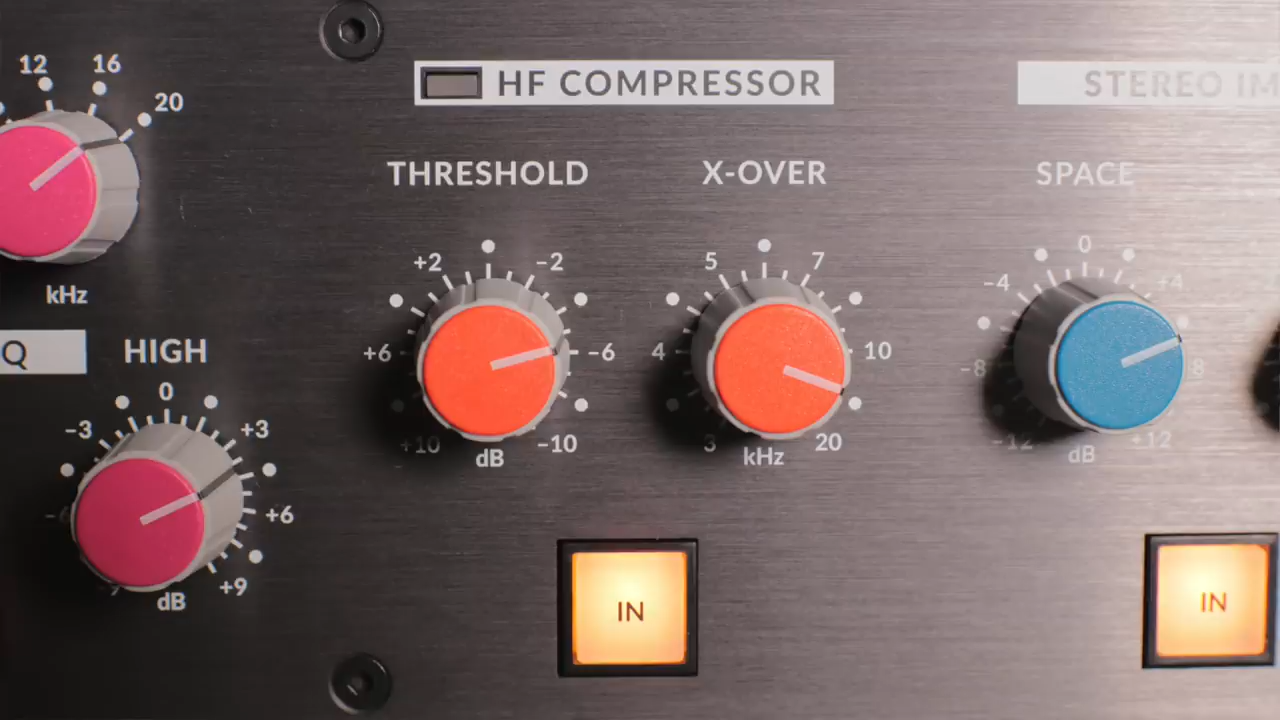 12 16 20
kHz
Q
HIGH
0
-3 +3
+6
+9
dB
HF COMPRESSOR
THRESHOLD
+2 -2
+6 -6
+10 -10
dB
X-OVER
5 7
4 10
3 20
kHz
IN
STEREO IM
SPACE
0
-4 +4
-8 8
-12 +12
dB
IN